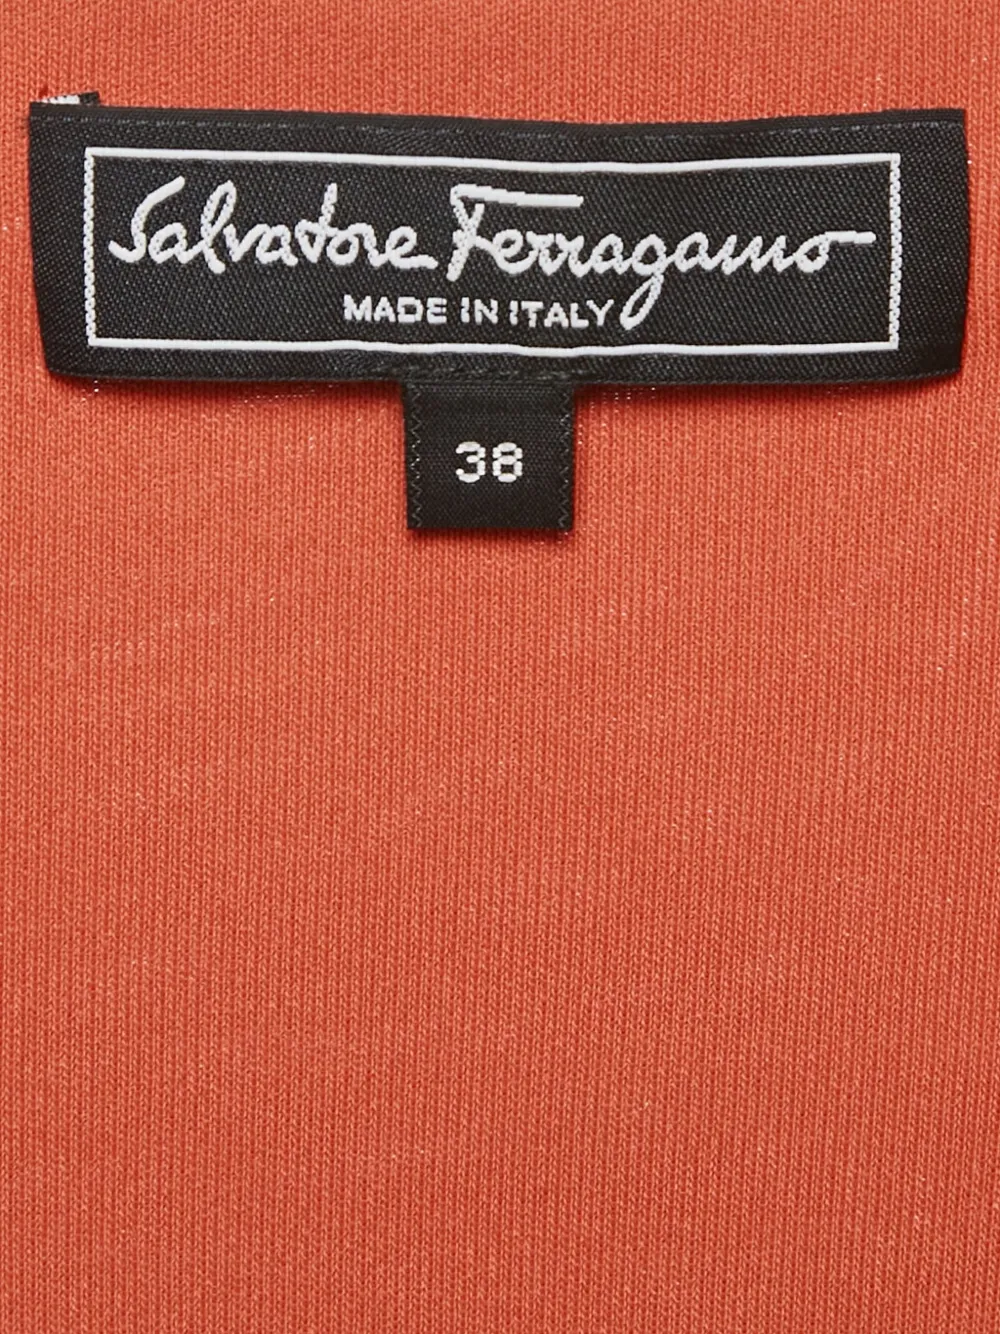 Salvatore Ferragamo
MADE IN ITALY
38